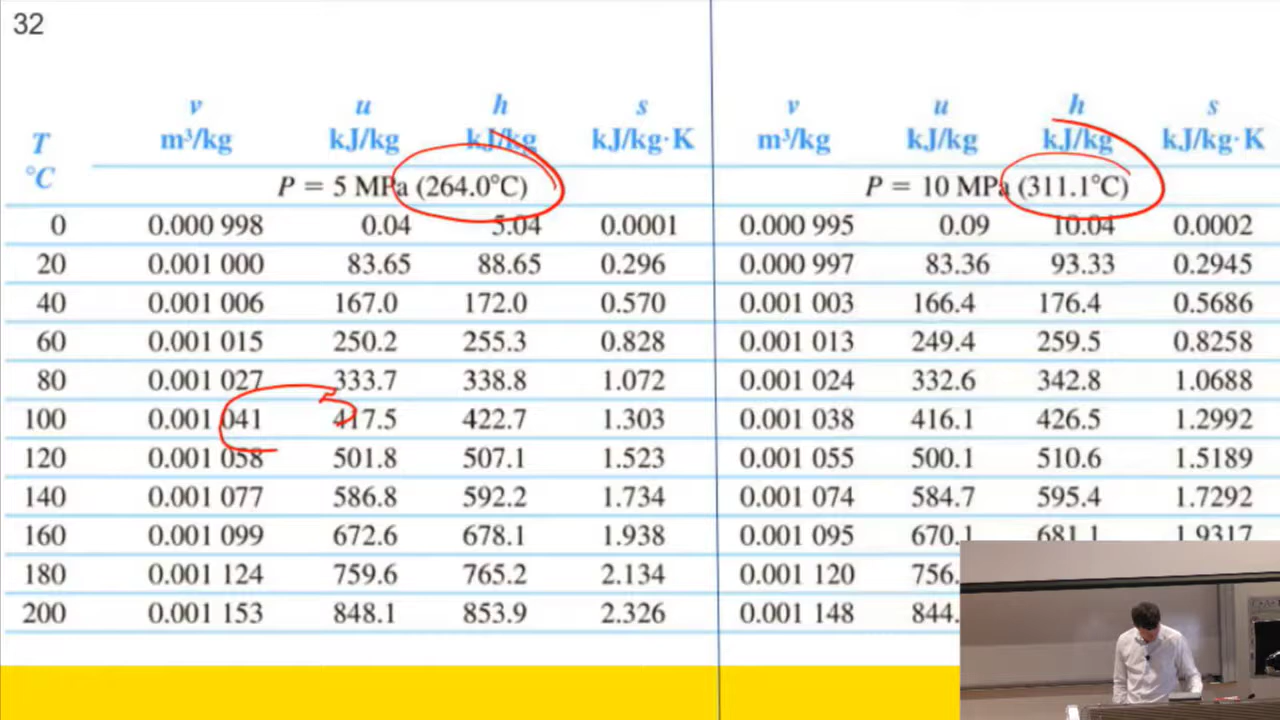 32
v u h s v u h s
T m³/kg kJ/kg kJ/kg kJ/kg·K m³/kg kJ/kg kJ/kg kJ/kg·K
°C
P = 5 MPa (264.0°C) P = 10 MPa (311.1°C)
0 0.000 998 0.04 5.04 0.0001 0.000 995 0.09 10.04 0.0002
20 0.001 000 83.65 88.65 0.296 0.000 997 83.36 93.33 0.2945
40 0.001 006 167.0 172.0 0.570 0.001 003 166.4 176.4 0.5686
60 0.001 015 250.2 255.3 0.828 0.001 013 249.4 259.5 0.8258
80 0.001 027 333.7 338.8 1.072 0.001 024 332.6 342.8 1.0688
100 0.001 041 417.5 422.7 1.303 0.001 038 416.1 426.5 1.2992
120 0.001 058 501.8 507.1 1.523 0.001 055 500.1 510.6 1.5189
140 0.001 077 586.8 592.2 1.734 0.001 074 584.7 595.4 1.7292
160 0.001 099 672.6 678.1 1.938 0.001 095 670.1 681.1 1.9317
180 0.001 124 759.6 765.2 2.134 0.001 120 756.
200 0.001 153 848.1 853.9 2.326 0.001 148 844.